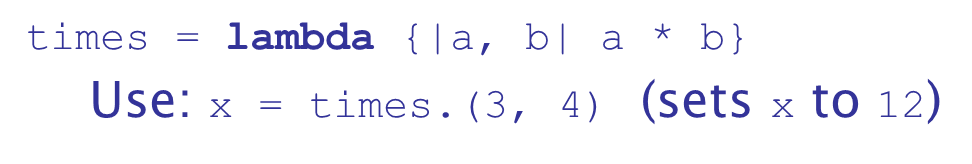 times = lambda {|a, b| a * b}
Use: x = times.(3, 4) (sets x to 12)